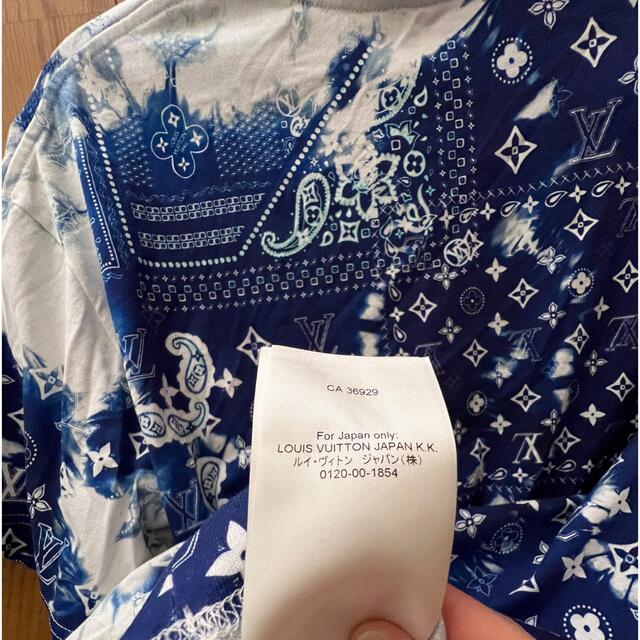 CA 36929
For Japan only:
LOUIS VUITTON JAPAN K.K.
ルイ・ヴィトン ジャパン(株)
0120-00-1854